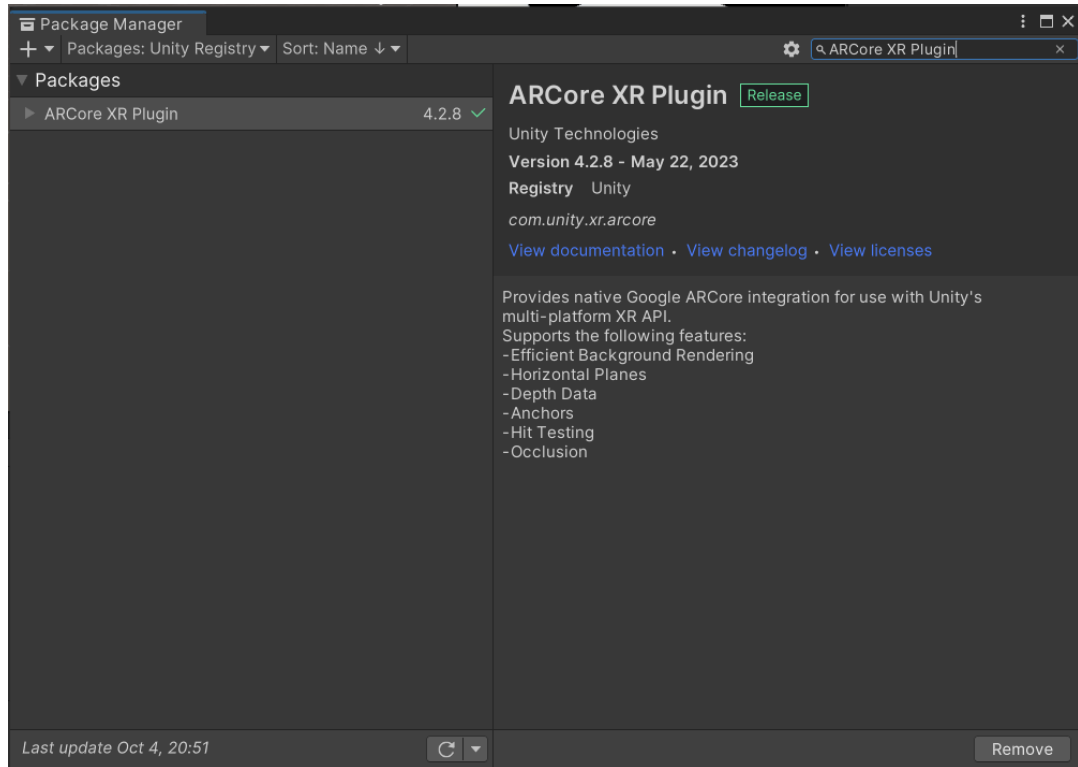 Package Manager
Packages: Unity Registry Sort: Name ↓ ARCore XR Plugin
Packages
ARCore XR Plugin 4.2.8
ARCore XR Plugin Release
Unity Technologies
Version 4.2.8 - May 22, 2023
Registry Unity
com.unity.xr.arcore
View documentation • View changelog • View licenses
Provides native Google ARCore integration for use with Unity's
multi-platform XR API.
Supports the following features:
-Efficient Background Rendering
-Horizontal Planes
-Depth Data
-Anchors
-Hit Testing
-Occlusion
Last update Oct 4, 20:51
Remove